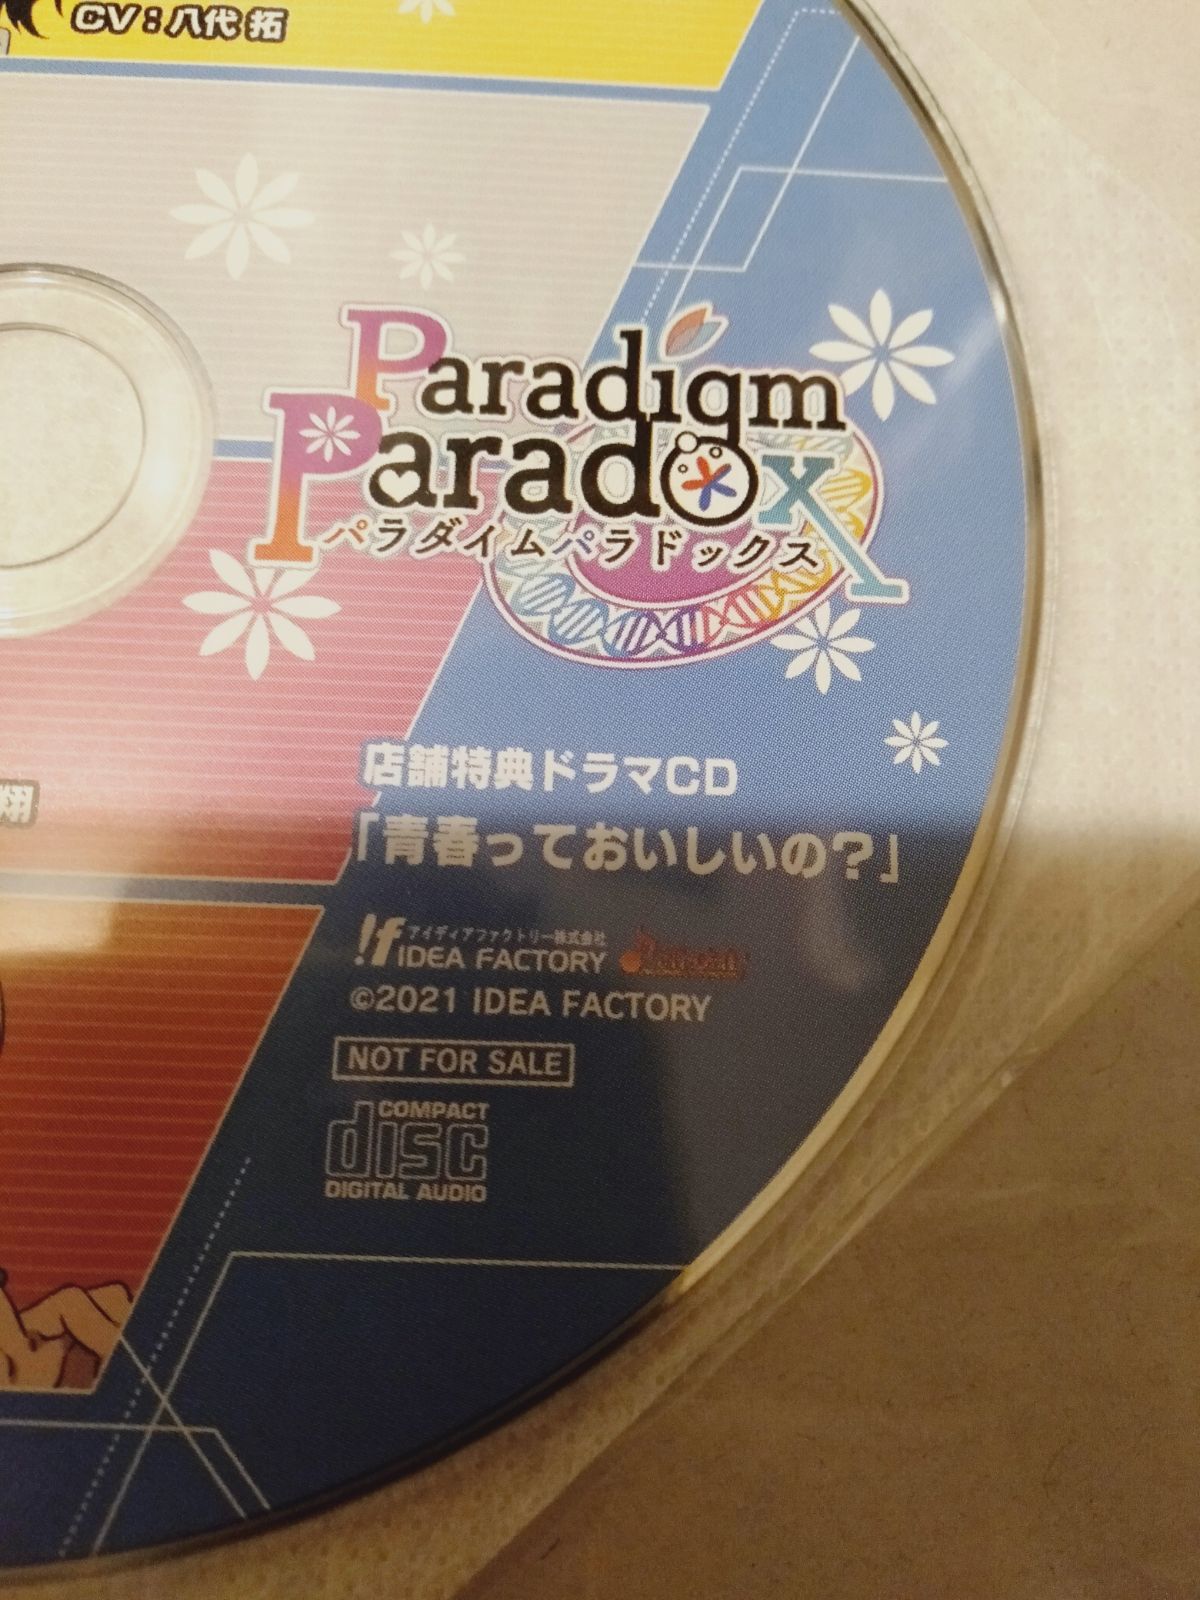 CV:八代 拓
Paradigm
Paradox
パラダイムパラドックス
翔
店舗特典ドラマCD
「青春っておいしいの?」
アイディアファクトリー株式会社
!f IDEA FACTORY
©2021 IDEA FACTORY
NOT FOR SALE
COMPACT
disc
DIGITAL AUDIO